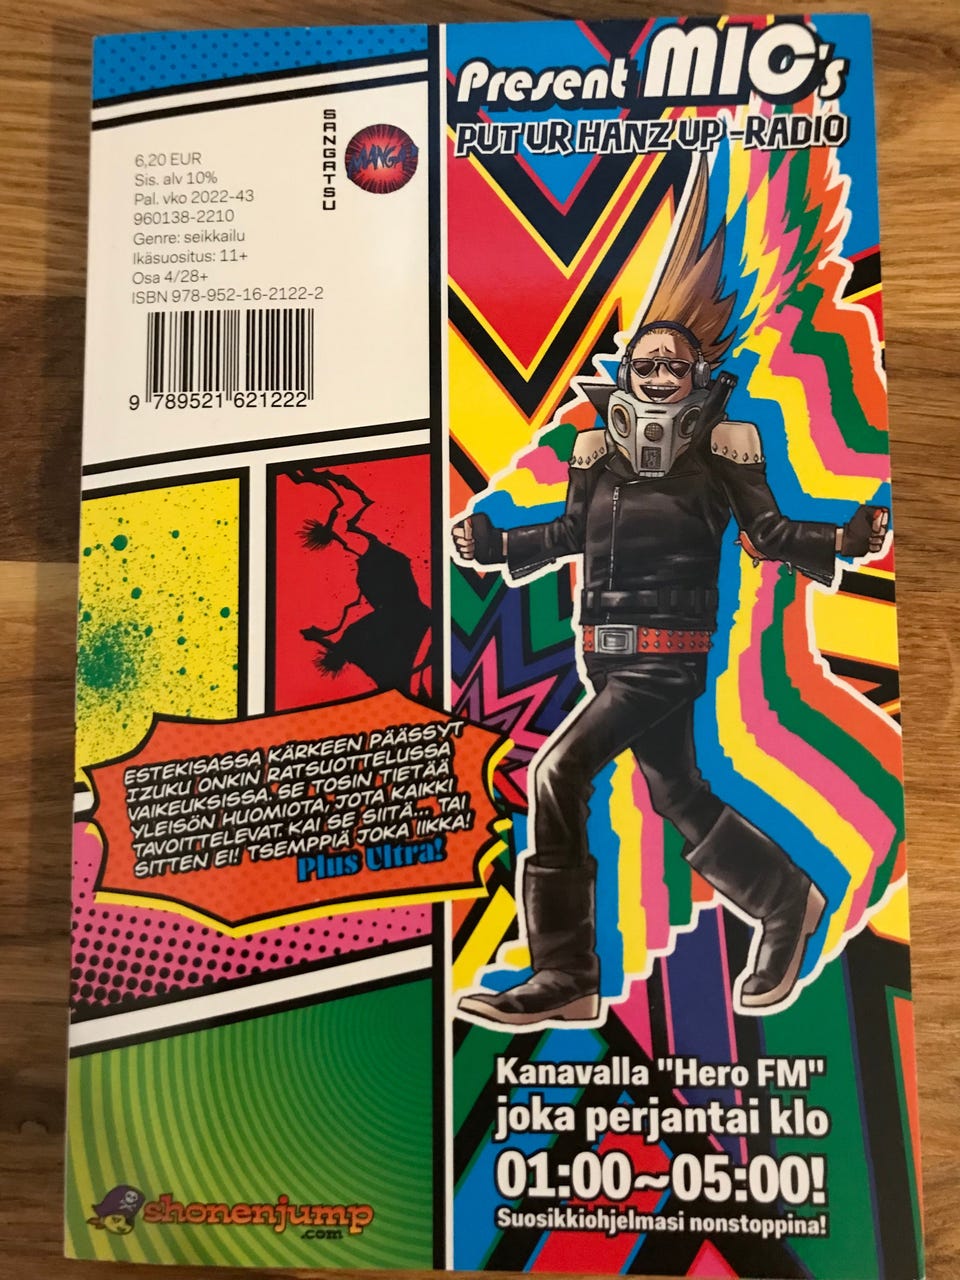 Present MIC's
PUT UR HANZ UP -RADIO
SANGATSU
MANGA
6,20 EUR
Sis. alv 10%
Pal. vko 2022-43
960138-2210
Genre: seikkailu
Ikäsuositus: 11+
Osa 4/28+
ISBN 978-952-16-2122-2
9 789521 621222
ESTEKISASSA KÄRKEEN PÄÄSSYT
IZUKU ONKIN RATSUOTTELUSSA
VAIKEUKSISSA. SE TOSIN TIETÄÄ
YLEISÖN HUOMIOTA, JOTA KAIKKI
TAVOITTELEVAT. KAI SE SIITÄ... TAI
SITTEN EI! TSEMPPIÄ JOKA IIKKA!
Plus Ultra!
Kanavalla "Hero FM"
joka perjantai klo
01:00~05:00!
Suosikkiohjelmasi nonstoppina!
shonenjump
.com